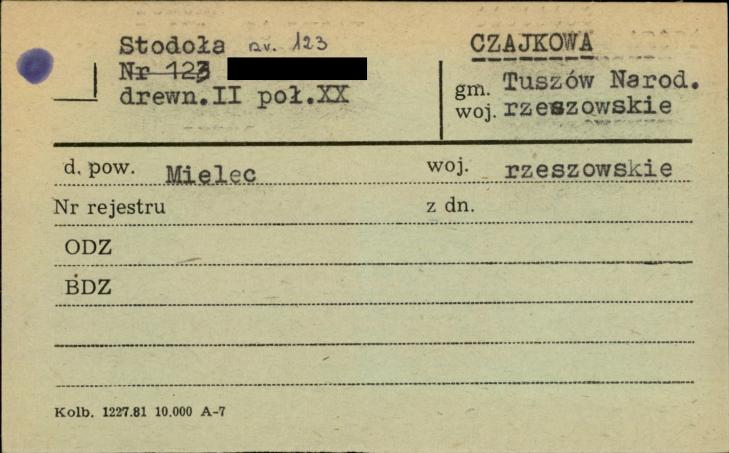 Stodoła nr. 123
Nr 123
drewn.II poł.XX
CZAJKOWA
gm. Tuszów Narod.
woj. rzeszowskie
d. pow. Mielec woj. rzeszowskie
Nr rejestru z dn.
ODZ
BDZ
Kolb. 1227.81 10.000 A-7